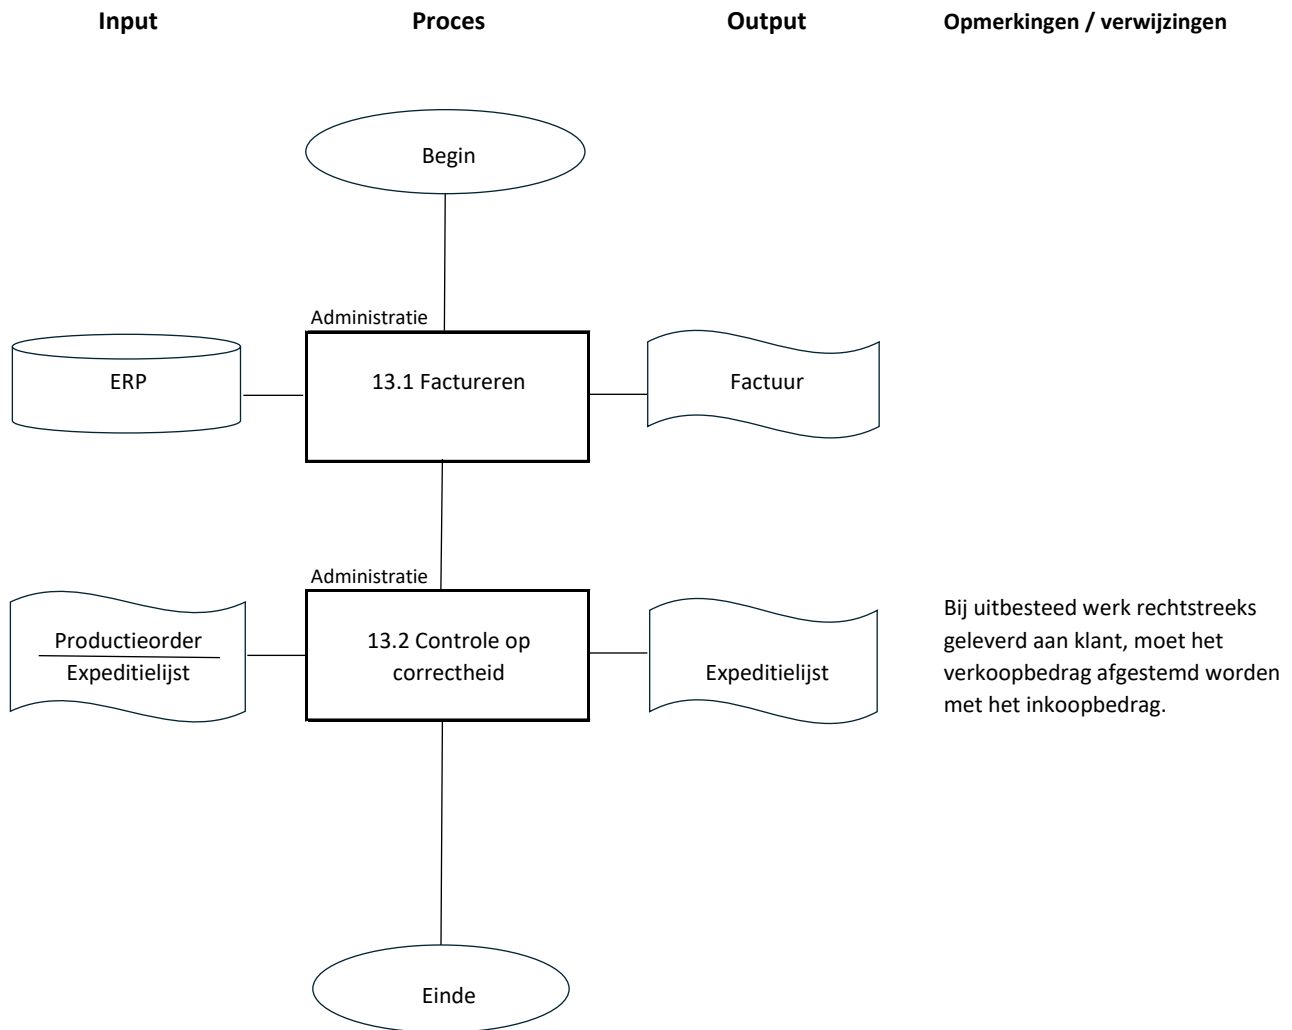 Input Proces Output Opmerkingen / verwijzingen
Begin
Administratie
ERP
13.1 Factureren
Factuur
Administratie
Productieorder
Expeditielijst
13.2 Controle op
correctheid
Expeditielijst
Bij uitbesteed werk rechtstreeks
geleverd aan klant, moet het
verkoopbedrag afgestemd worden
met het inkoopbedrag.
Einde